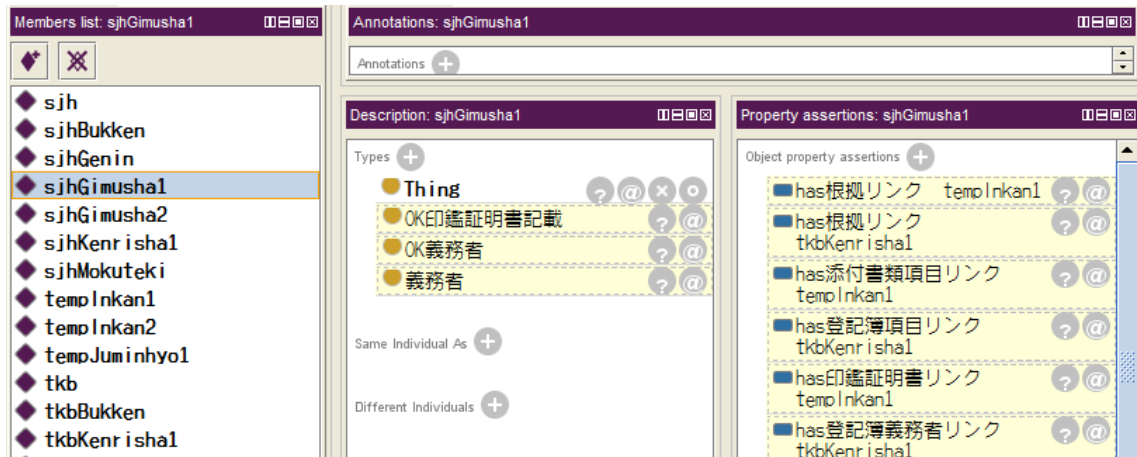 Members list: sjhGimusha1
sjh
sjhBukken
sjhGenin
sjhGimusha1
sjhGimusha2
sjhKenrisha1
sjhMokuteki
tempInkan1
tempInkan2
tempJuminhyo1
tkb
tkbBukken
tkbKenrisha1
Annotations: sjhGimusha1
Annotations
Description: sjhGimusha1
Types
Thing
OK印鑑証明書記載
OK義務者
義務者
Same Individual As
Different Individuals
Property assertions: sjhGimusha1
Object property assertions
has根拠リンク tempInkan1
has根拠リンク
tkbKenrisha1
has添付書類項目リンク
tempInkan1
has登記簿項目リンク
tkbKenrisha1
has印鑑証明書リンク
tempInkan1
has登記簿義務者リンク
tkbKenrisha1